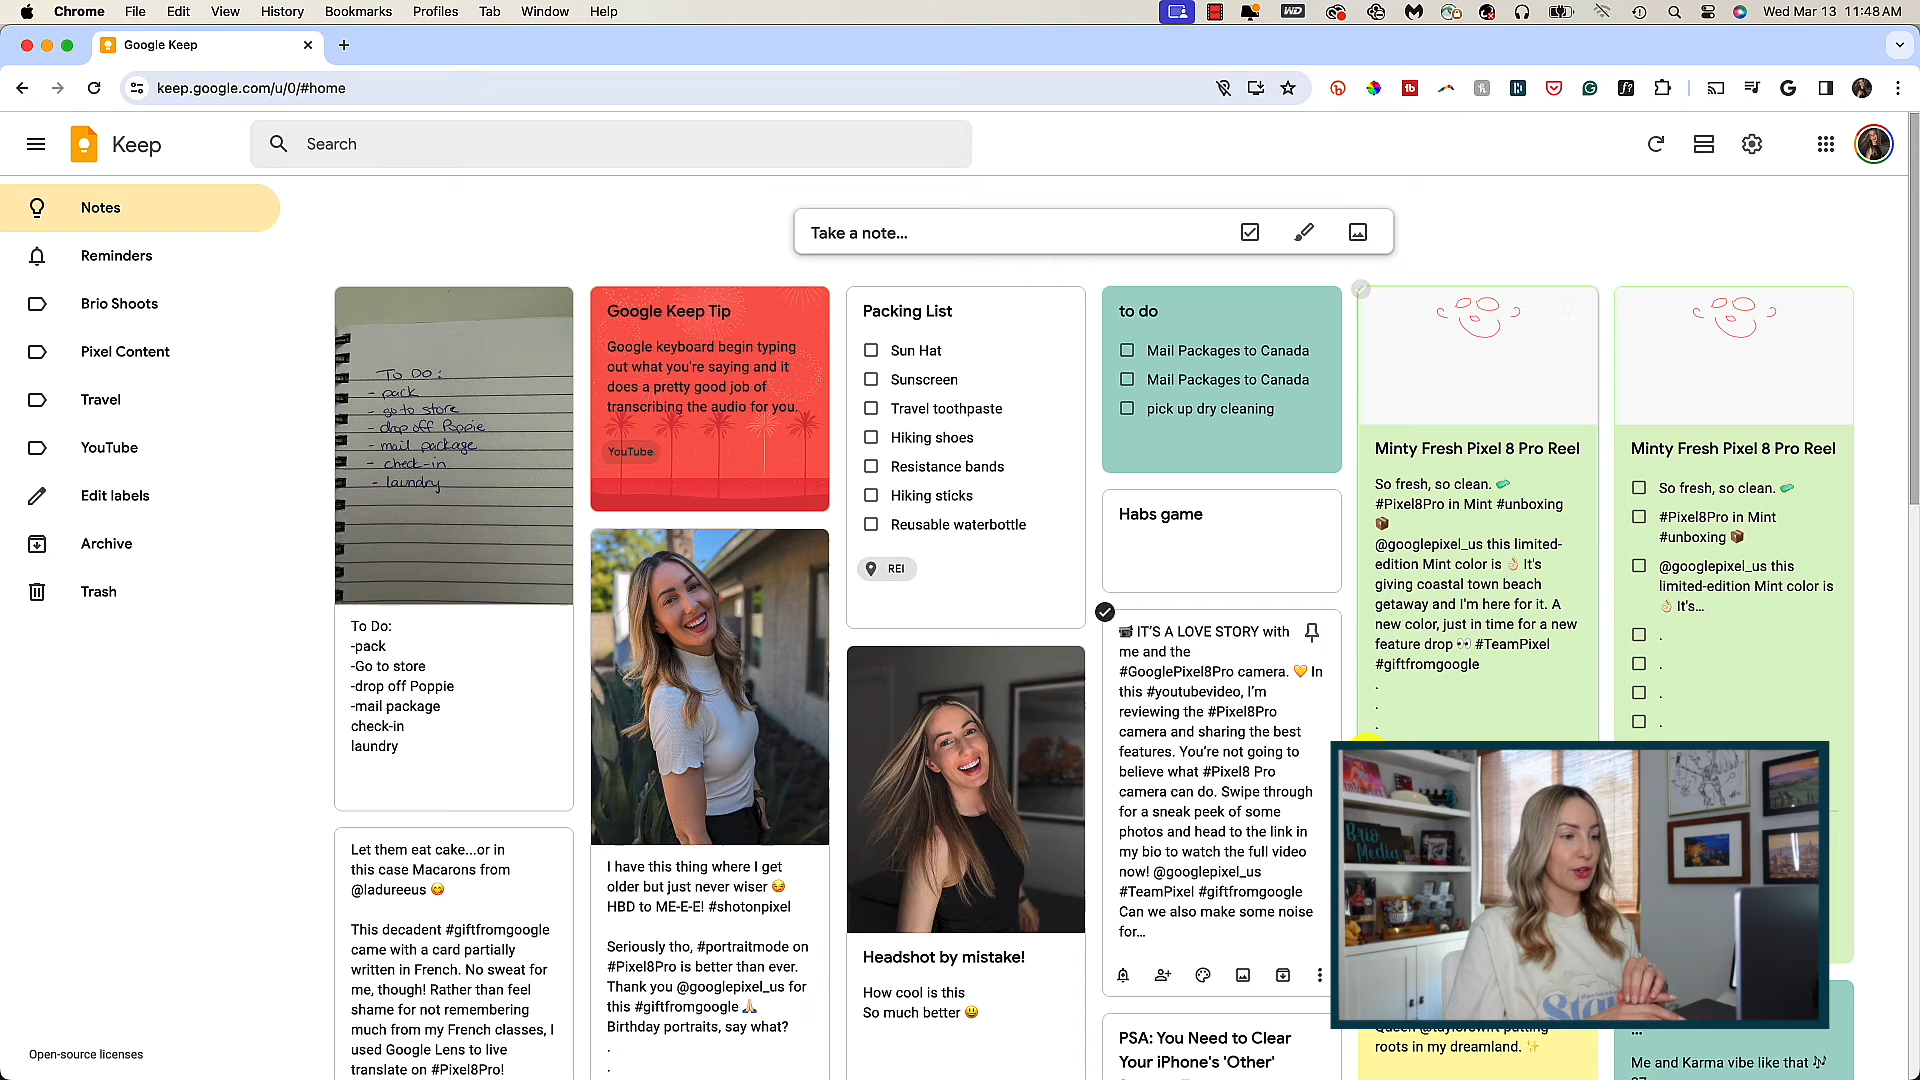 Chrome File Edit View History Bookmarks Profiles Tab Window Help
WD
Wed Mar 13 11:48 AM
Google Keep
keep.google.com/u/0/#home
Keep
Search
Notes
Reminders
Brio Shoots
Pixel Content
Travel
YouTube
Edit labels
Archive
Trash
Open-source licenses
Take a note...
To Do:
- pack
- go to store
- drop off Poppie
- mail package
- check-in
- laundry
To Do:
-pack
-Go to store
-drop off Poppie
-mail package
check-in
laundry
Let them eat cake...or in
this case Macarons from
@ladureeus 😋
This decadent #giftfromgoogle
came with a card partially
written in French. No sweat for
me, though! Rather than feel
shame for not remembering
much from my French classes, I
used Google Lens to live
translate on #Pixel8Pro!
Google Keep Tip
Google keyboard begin typing
out what you're saying and it
does a pretty good job of
transcribing the audio for you.
YouTube
I have this thing where I get
older but just never wiser 😏
HBD to ME-E-E! #shotonpixel
Seriously tho, #portraitmode on
#Pixel8Pro is better than ever.
Thank you @googlepixel_us for
this #giftfromgoogle 🙏
Birthday portraits, say what?
.
.
Packing List
Sun Hat
Sunscreen
Travel toothpaste
Hiking shoes
Resistance bands
Hiking sticks
Reusable waterbottle
REI
Headshot by mistake!
How cool is this
So much better 😃
to do
Mail Packages to Canada
Mail Packages to Canada
pick up dry cleaning
Habs game
📹 IT'S A LOVE STORY with
me and the
#GooglePixel8Pro camera. 💛 In
this #youtubevideo, I'm
reviewing the #Pixel8Pro
camera and sharing the best
features. You're not going to
believe what #Pixel8 Pro
camera can do. Swipe through
for a sneak peek of some
photos and head to the link in
my bio to watch the full video
now! @googlepixel_us
#TeamPixel #giftfromgoogle
Can we also make some noise
for...
PSA: You Need to Clear
Your iPhone's 'Other'
Minty Fresh Pixel 8 Pro Reel
So fresh, so clean. 🧼
#Pixel8Pro in Mint #unboxing
📦
@googlepixel_us this limited-
edition Mint color is 👌🏻 It's
giving coastal town beach
getaway and I'm here for it. A
new color, just in time for a new
feature drop 👀 #TeamPixel
#giftfromgoogle
.
.
.
roots in my dreamland. ✨
Minty Fresh Pixel 8 Pro Reel
So fresh, so clean. 🧼
#Pixel8Pro in Mint
#unboxing 📦
@googlepixel_us this
limited-edition Mint color is
👌🏻 It's...
.
.
.
.
...
Me and Karma vibe like that 🎶
Brio
Media